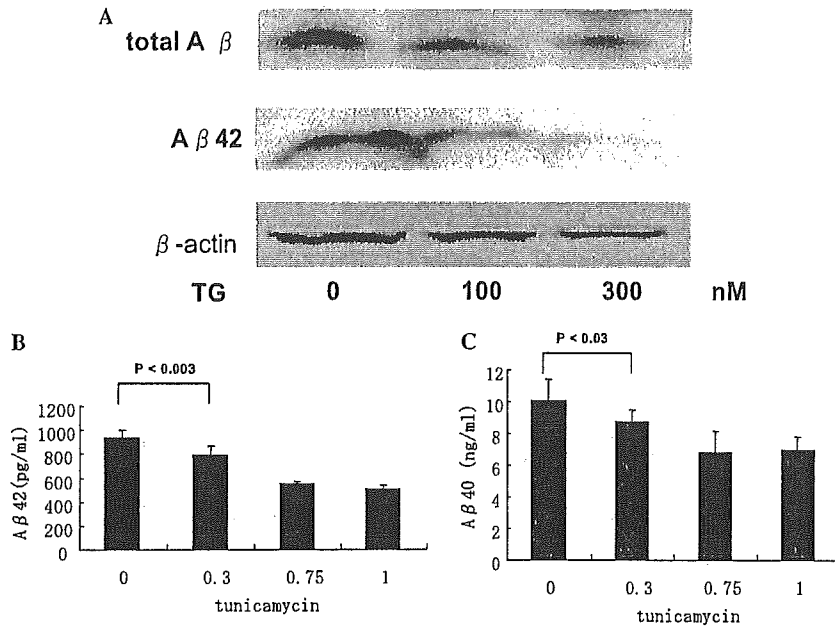 A
total A β
A β 42
β -actin
TG 0 100 300 nM
B
P < 0.003
1200
1000
800
600
400
200
0
A β 42(pg/ml)
0 0.3 0.75 1
tunicamycin
C
P < 0.03
12
10
8
6
4
2
0
A β 40 (ng/ml)
0 0.3 0.75 1
tunicamycin